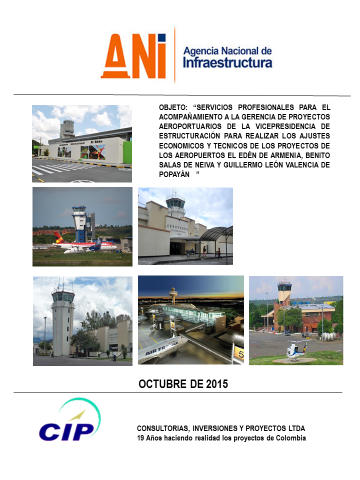 ANi
Agencia Nacional de
Infraestructura
OBJETO: “SERVICIOS PROFESIONALES PARA EL
ACOMPAÑAMIENTO A LA GERENCIA DE PROYECTOS
AEROPORTUARIOS DE LA VICEPRESIDENCIA DE
ESTRUCTURACIÓN PARA REALIZAR LOS AJUSTES
ECONOMICOS Y TECNICOS DE LOS PROYECTOS DE
LOS AEROPUERTOS EL EDÉN DE ARMENIA, BENITO
SALAS DE NEIVA Y GUILLERMO LEÓN VALENCIA DE
POPAYÁN ”
OCTUBRE DE 2015
CIP
CONSULTORIAS, INVERSIONES Y PROYECTOS LTDA
19 Años haciendo realidad los proyectos de Colombia